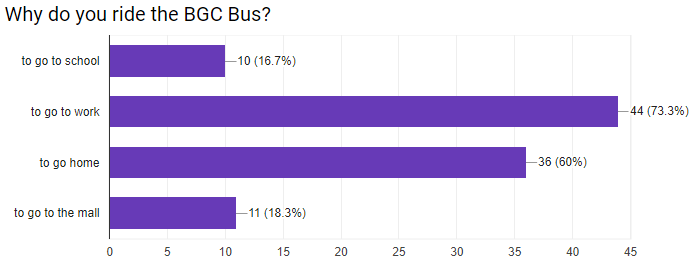 Why do you ride the BGC Bus?
to go to school 10 (16.7%)
to go to work 44 (73.3%)
to go home 36 (60%)
to go to the mall 11 (18.3%)
0 5 10 15 20 25 30 35 40 45